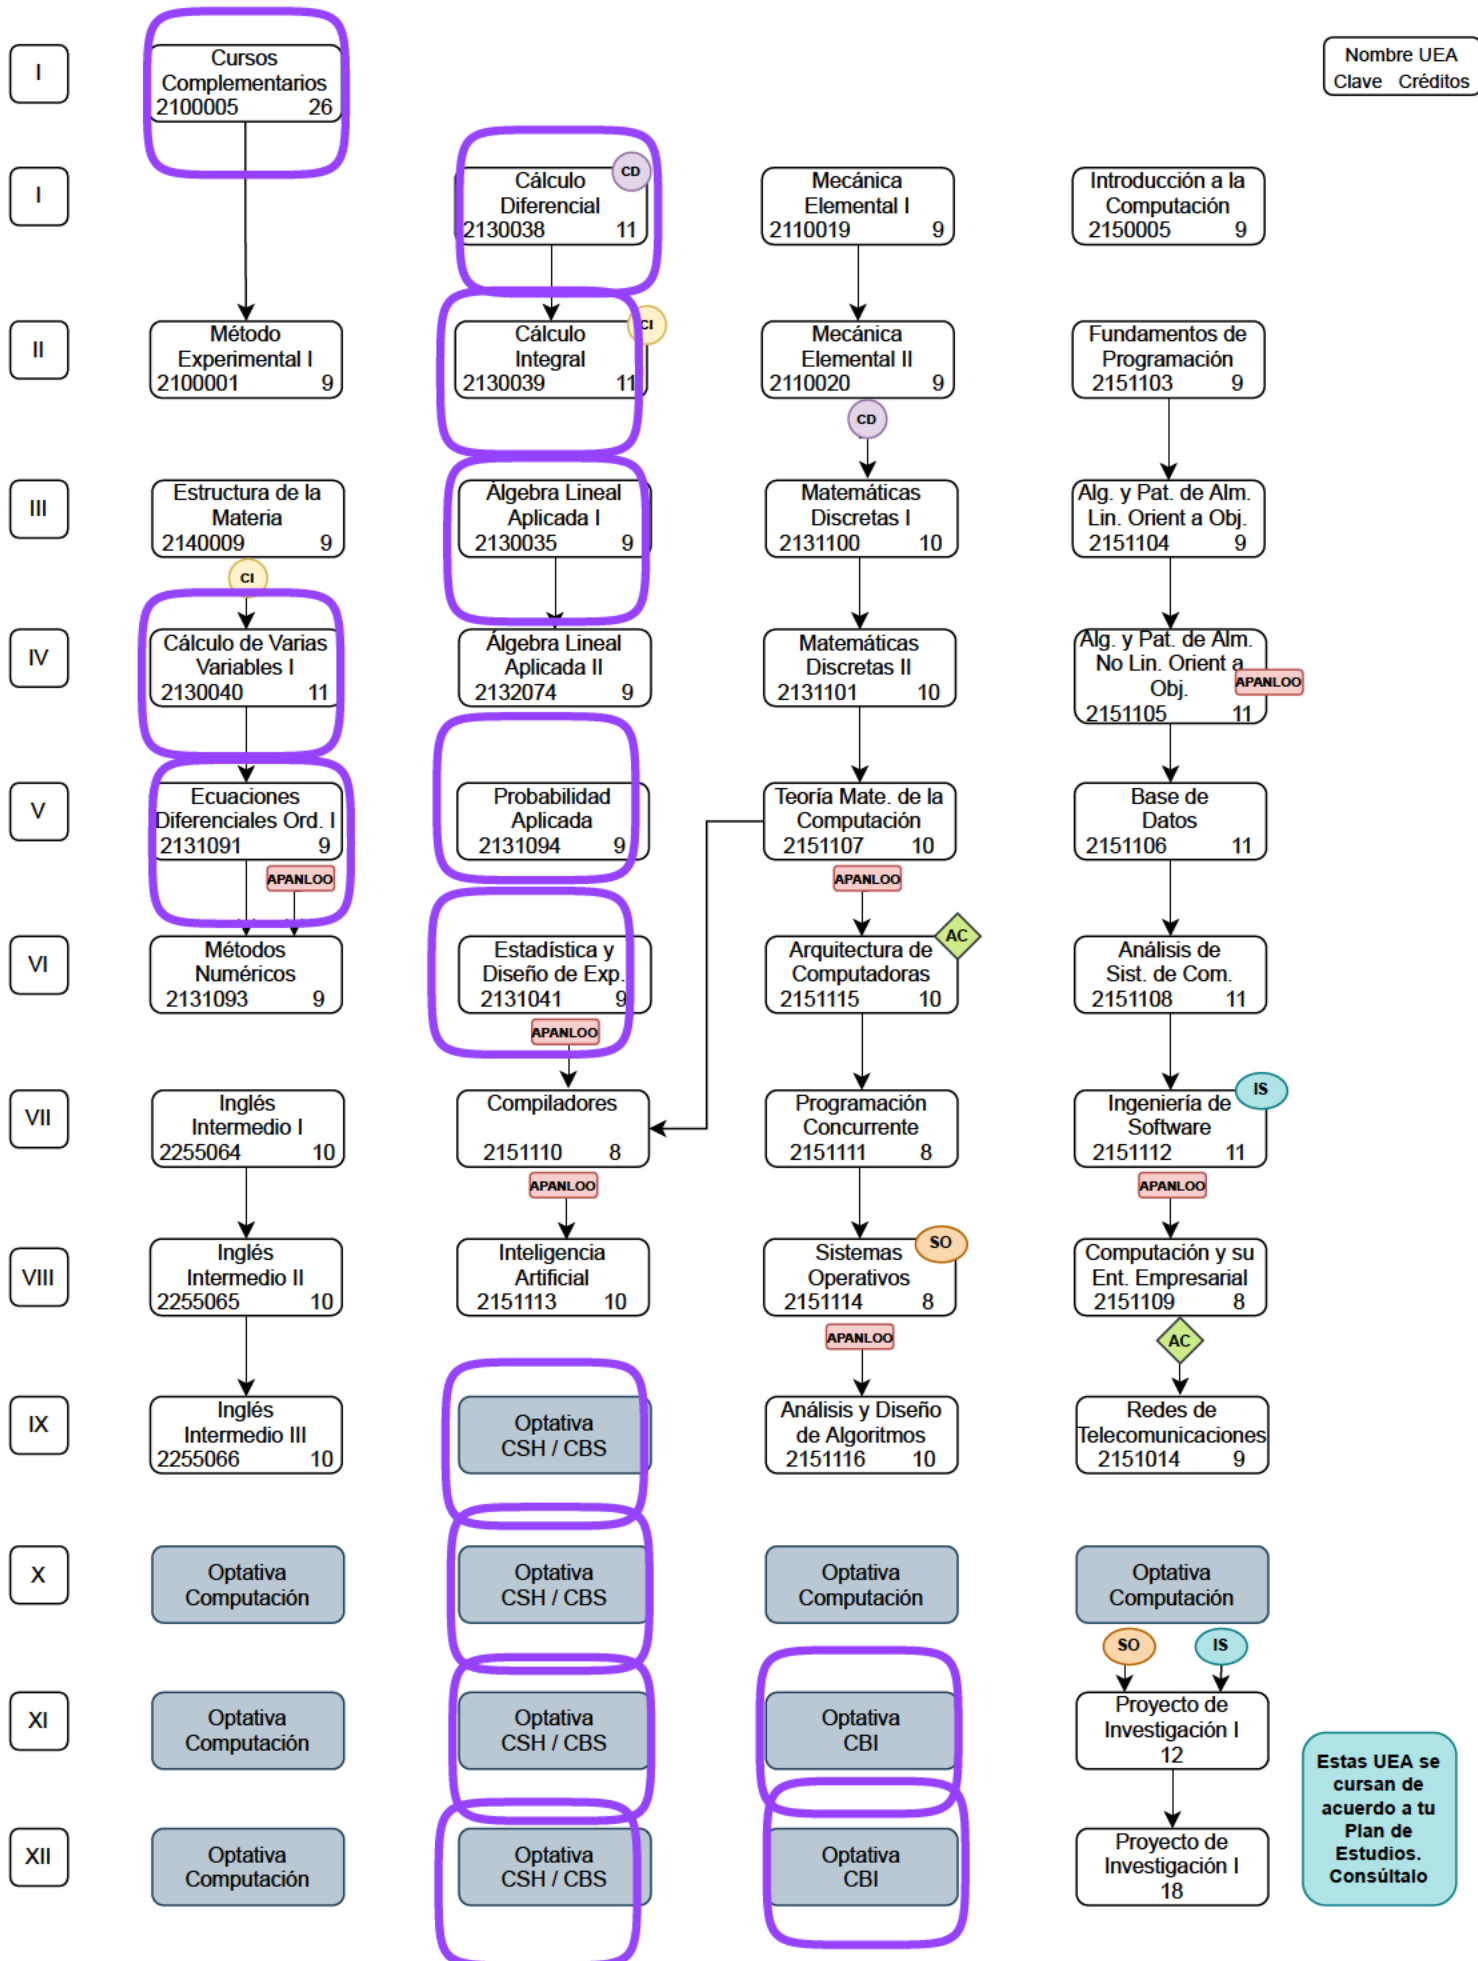 I
Cursos
Complementarios
2100005 26
Nombre UEA
Clave Créditos
I
Cálculo
Diferencial
2130038 11
CD
Mecánica
Elemental I
2110019 9
Introducción a la
Computación
2150005 9
II
Método
Experimental I
2100001 9
Cálculo
Integral
2130039 11
CI
Mecánica
Elemental II
2110020 9
Fundamentos de
Programación
2151103 9
CD
III
Estructura de la
Materia
2140009 9
Álgebra Lineal
Aplicada I
2130035 9
Matemáticas
Discretas I
2131100 10
Alg. y Pat. de Alm.
Lin. Orient a Obj.
2151104 9
CI
IV
Cálculo de Varias
Variables I
2130040 11
Álgebra Lineal
Aplicada II
2132074 9
Matemáticas
Discretas II
2131101 10
Alg. y Pat. de Alm.
No Lin. Orient a
Obj.
2151105 11
APANLOO
V
Ecuaciones
Diferenciales Ord. I
2131091 9
Probabilidad
Aplicada
2131094 9
Teoría Mate. de la
Computación
2151107 10
Base de
Datos
2151106 11
APANLOO
APANLOO
VI
Métodos
Numéricos
2131093 9
Estadística y
Diseño de Exp.
2131041 9
Arquitectura de
Computadoras
2151115 10
AC
Análisis de
Sist. de Com.
2151108 11
APANLOO
VII
Inglés
Intermedio I
2255064 10
Compiladores
2151110 8
Programación
Concurrente
2151111 8
Ingeniería de
Software
2151112 11
IS
APANLOO
APANLOO
VIII
Inglés
Intermedio II
2255065 10
Inteligencia
Artificial
2151113 10
Sistemas
Operativos
2151114 8
SO
Computación y su
Ent. Empresarial
2151109 8
APANLOO
AC
IX
Inglés
Intermedio III
2255066 10
Optativa
CSH / CBS
Análisis y Diseño
de Algoritmos
2151116 10
Redes de
Telecomunicaciones
2151014 9
X
Optativa
Computación
Optativa
CSH / CBS
Optativa
Computación
Optativa
Computación
SO
IS
XI
Optativa
Computación
Optativa
CSH / CBS
Optativa
CBI
Proyecto de
Investigación I
12
XII
Optativa
Computación
Optativa
CSH / CBS
Optativa
CBI
Proyecto de
Investigación I
18
Estas UEA se
cursan de
acuerdo a tu
Plan de
Estudios.
Consúltalo